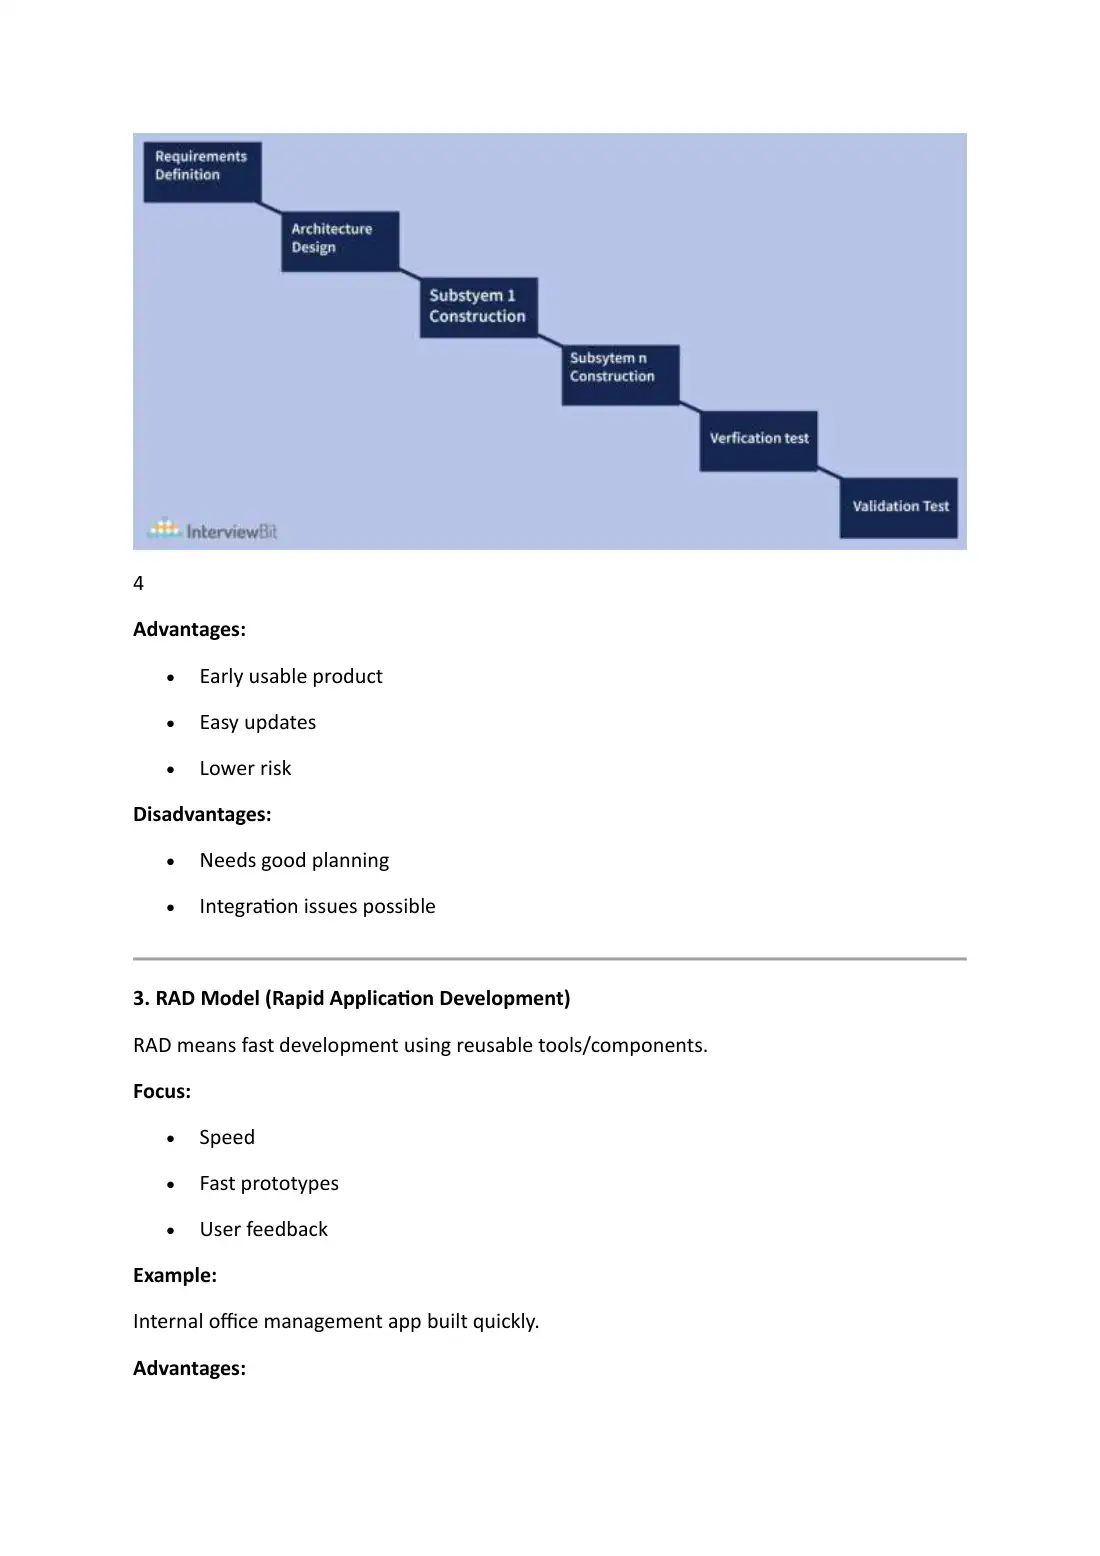 Requirements
Definition
Architecture
Design
Substyem 1
Construction
Subsytem n
Construction
Verfication test
Validation Test
InterviewBit
4
Advantages:
• Early usable product
• Easy updates
• Lower risk
Disadvantages:
• Needs good planning
• Integration issues possible
3. RAD Model (Rapid Application Development)
RAD means fast development using reusable tools/components.
Focus:
• Speed
• Fast prototypes
• User feedback
Example:
Internal office management app built quickly.
Advantages: